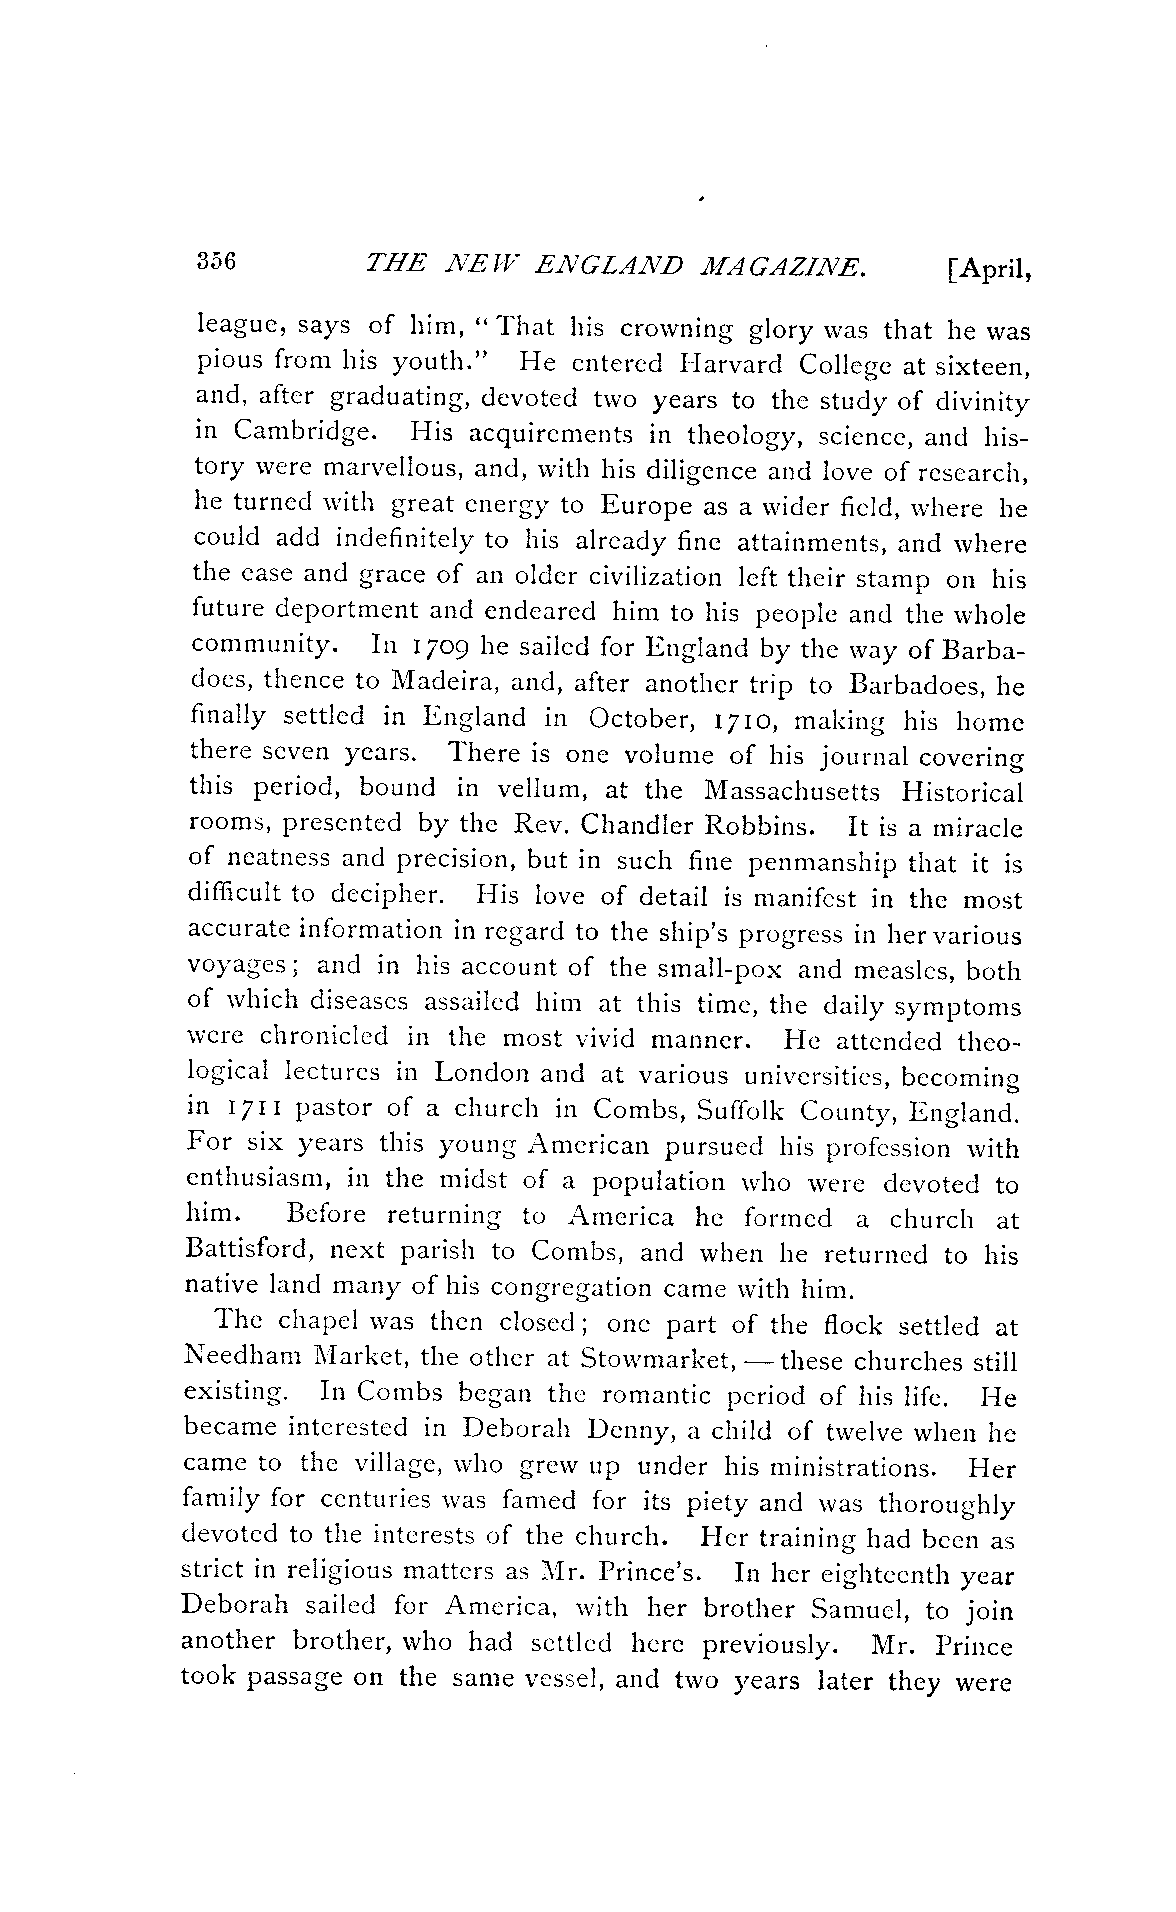 356 THE NEW ENGLAND MAGAZINE. [April,
league, says of him, “That his crowning glory was that he was
pious from his youth.” He entered Harvard College at sixteen,
and, after graduating, devoted two years to the study of divinity
in Cambridge. His acquirements in theology, science, and his-
tory were marvellous, and, with his diligence and love of research,
he turned with great energy to Europe as a wider field, where he
could add indefinitely to his already fine attainments, and where
the ease and grace of an older civilization left their stamp on his
future deportment and endeared him to his people and the whole
community. In 1709 he sailed for England by the way of Barba-
does, thence to Madeira, and, after another trip to Barbadoes, he
finally settled in England in October, 1710, making his home
there seven years. There is one volume of his journal covering
this period, bound in vellum, at the Massachusetts Historical
rooms, presented by the Rev. Chandler Robbins. It is a miracle
of neatness and precision, but in such fine penmanship that it is
difficult to decipher. His love of detail is manifest in the most
accurate information in regard to the ship's progress in her various
voyages; and in his account of the small-pox and measles, both
of which diseases assailed him at this time, the daily symptoms
were chronicled in the most vivid manner. He attended theo-
logical lectures in London and at various universities, becoming
in 1711 pastor of a church in Combs, Suffolk County, England.
For six years this young American pursued his profession with
enthusiasm, in the midst of a population who were devoted to
him. Before returning to America he formed a church at
Battisford, next parish to Combs, and when he returned to his
native land many of his congregation came with him.
The chapel was then closed; one part of the flock settled at
Needham Market, the other at Stowmarket, — these churches still
existing. In Combs began the romantic period of his life. He
became interested in Deborah Denny, a child of twelve when he
came to the village, who grew up under his ministrations. Her
family for centuries was famed for its piety and was thoroughly
devoted to the interests of the church. Her training had been as
strict in religious matters as Mr. Prince's. In her eighteenth year
Deborah sailed for America, with her brother Samuel, to join
another brother, who had settled here previously. Mr. Prince
took passage on the same vessel, and two years later they were